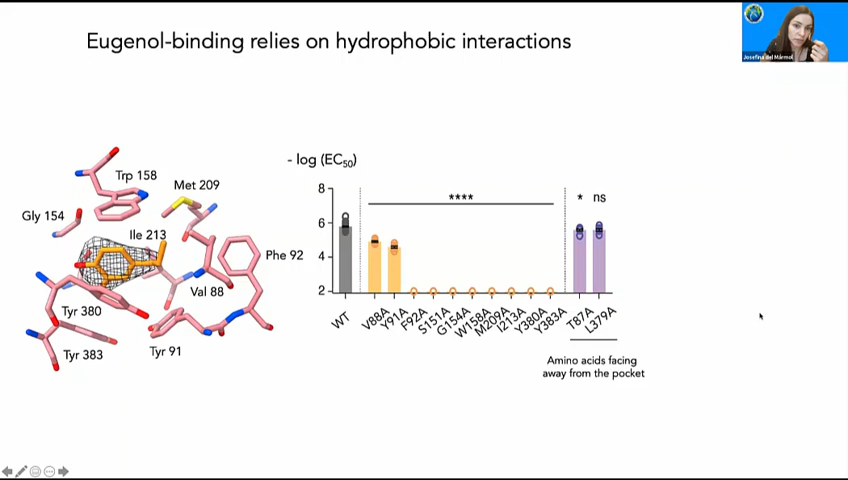 Eugenol-binding relies on hydrophobic interactions
Josefina del Mármol
- log (EC50)
Trp 158
Met 209
Gly 154
Ile 213
Phe 92
Val 88
Tyr 380
Tyr 383
Tyr 91
8
6
4
2
****
* ns
WT
V88A
Y91A
F92A
S151A
G154A
W158A
M209A
I213A
Y380A
Y383A
T87A
L379A
Amino acids facing
away from the pocket